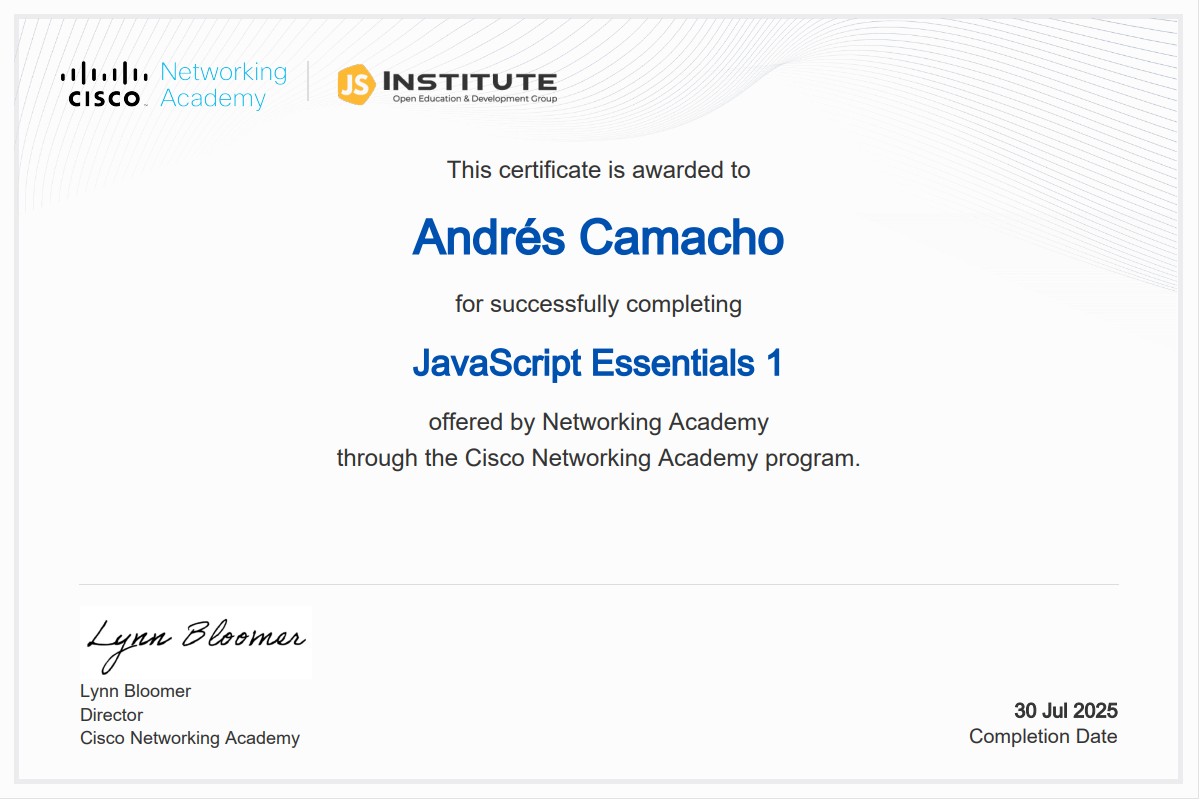 CISCO Networking Academy
JS INSTITUTE
Open Education & Development Group
This certificate is awarded to
Andrés Camacho
for successfully completing
JavaScript Essentials 1
offered by Networking Academy
through the Cisco Networking Academy program.
Lynn Bloomer
Lynn Bloomer
Director
Cisco Networking Academy
30 Jul 2025
Completion Date